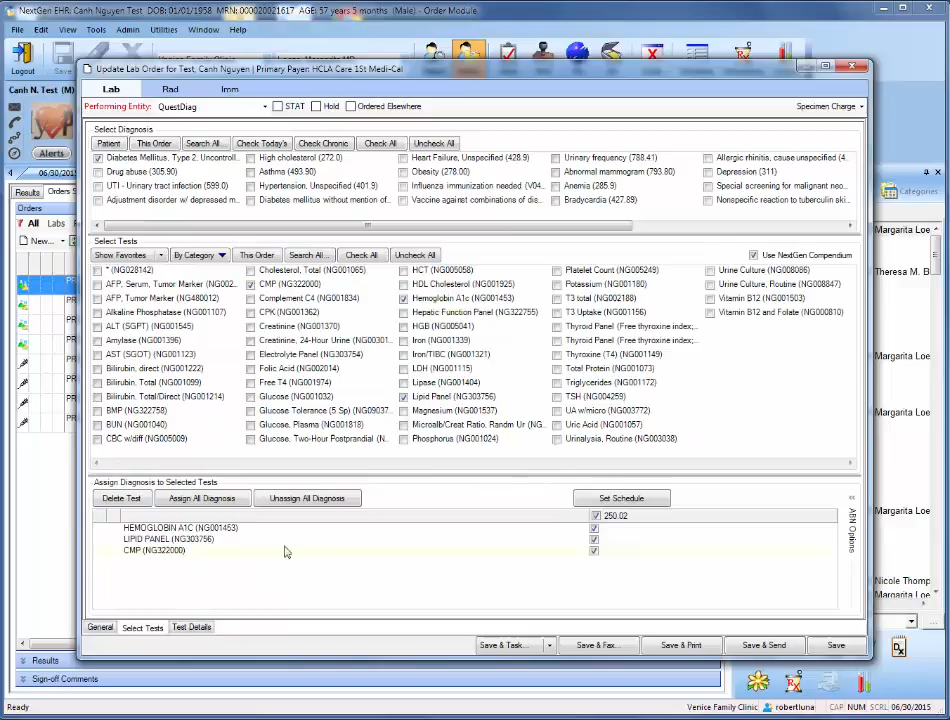 NextGen EHR: Canh Nguyen Test DOB: 01/01/1958 MRN: 000002021617 AGE: 57 years 5 months (Male) - Order Module
File Edit View Tools Admin Utilities Window Help
Logout Save
Canh N. Test (M)
Alerts
06/30/201
Results Orders S
Orders
All Labs
New...
Categories
Update Lab Order for Test, Canh Nguyen | Primary Payer: HCLA Care 1St Medi-Cal
Lab Rad Imm
Performing Entity: QuestDiag STAT Hold Ordered Elsewhere Specimen Charge
Select Diagnosis
Patient This Order Search All... Check Today's Check Chronic Check All Uncheck All
Diabetes Mellitus, Type 2, Uncontroll... High cholesterol (272.0) Heart Failure, Unspecified (428.9) Urinary frequency (788.41) Allergic rhinitis, cause unspecified (4...
Drug abuse (305.90) Asthma (493.90) Obesity (278.00) Abnormal mammogram (793.80) Depression (311)
UTI - Urinary tract infection (599.0) Hypertension, Unspecified (401.9) Influenza immunization needed (V04... Anemia (285.9) Special screening for malignant neo...
Adjustment disorder w/ depressed m... Diabetes mellitus without mention of... Vaccine against combinations of dis... Bradycardia (427.89) Nonspecific reaction to tuberculin ski...
Select Tests
Show Favorites By Category This Order Search All... Check All Uncheck All Use NextGen Compendium
* (NG028142) Cholesterol, Total (NG001065) HCT (NG005058) Platelet Count (NG005249) Urine Culture (NG008086)
AFP, Serum, Tumor Marker (NG002... CMP (NG322000) HDL Cholesterol (NG001925) Potassium (NG001180) Urine Culture, Routine (NG008847)
AFP, Tumor Marker (NG480012) Complement C4 (NG001834) Hemoglobin A1c (NG001453) T3 total (NG002188) Vitamin B12 (NG001503)
Alkaline Phosphatase (NG001107) CPK (NG001362) Hepatic Function Panel (NG322755) T3 Uptake (NG001156) Vitamin B12 and Folate (NG000810)
ALT (SGPT) (NG001545) Creatinine (NG001370) HGB (NG005041) Thyroid Panel (Free thyroxine index;...
Amylase (NG001396) Creatinine, 24-Hour Urine (NG00301... Iron (NG001339) Thyroid Panel (Free thyroxine index;...
AST (SGOT) (NG001123) Electrolyte Panel (NG303754) Iron/TIBC (NG001321) Thyroxine (T4) (NG001149)
Bilirubin, direct (NG001222) Folic Acid (NG002014) LDH (NG001115) Total Protein (NG001073)
Bilirubin, Total (NG001099) Free T4 (NG001974) Lipase (NG001404) Triglycerides (NG001172)
Bilirubin, Total/Direct (NG001214) Glucose (NG001032) Lipid Panel (NG303756) TSH (NG004259)
BMP (NG322758) Glucose Tolerance (5 Sp) (NG09037... Magnesium (NG001537) UA w/micro (NG003772)
BUN (NG001040) Glucose, Plasma (NG001818) Microalb/Creat Ratio, Randm Ur (NG... Uric Acid (NG001057)
CBC w/diff (NG005009) Glucose, Two-Hour Postprandial (N... Phosphorus (NG001024) Urinalysis, Routine (NG003038)
Assign Diagnosis to Selected Tests
Delete Test Assign All Diagnosis Unassign All Diagnosis Set Schedule
250.02
HEMOGLOBIN A1C (NG001453)
LIPID PANEL (NG303756)
CMP (NG322000)
ABN Options
General Select Tests Test Details
Save & Task... Save & Fax... Save & Print Save & Send Save
Margarita Loe
Theresa M. B
Margarita Loe
Margarita Loe
Margarita Loe
Nicole Thomp
Margarita Loe
Results
Sign-off Comments
Ready Venice Family Clinic robertluna CAP NUM SCRL 06/30/2015